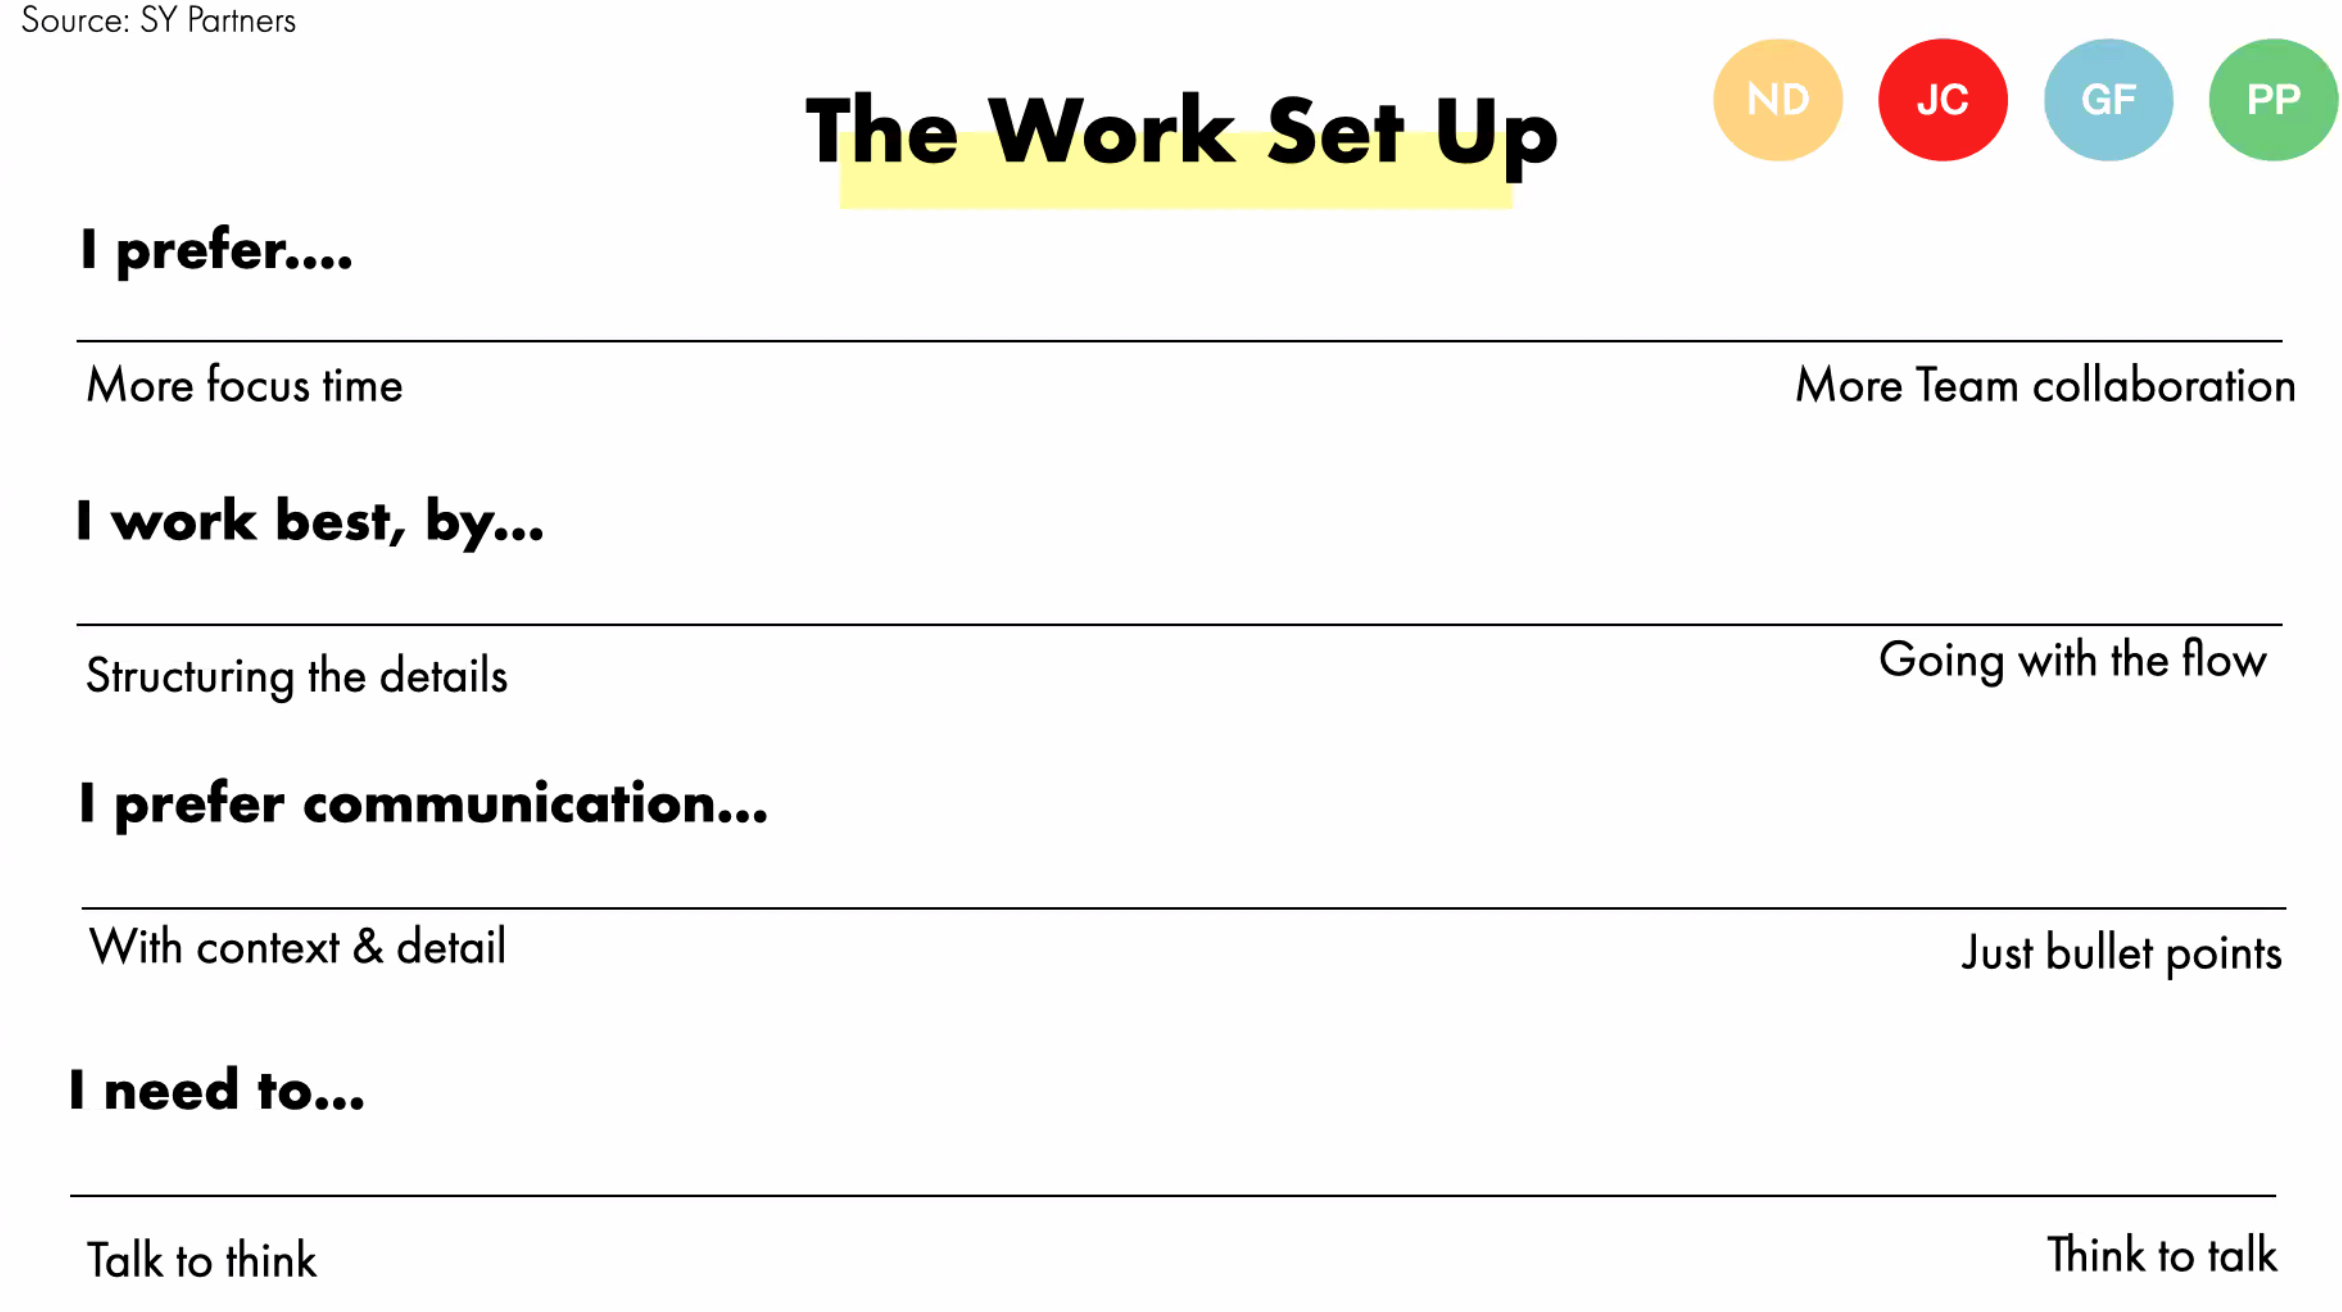 Source: SY Partners
ND JC GF PP
The Work Set Up
I prefer....
More focus time More Team collaboration
I work best, by...
Structuring the details Going with the flow
I prefer communication...
With context & detail Just bullet points
I need to...
Talk to think Think to talk